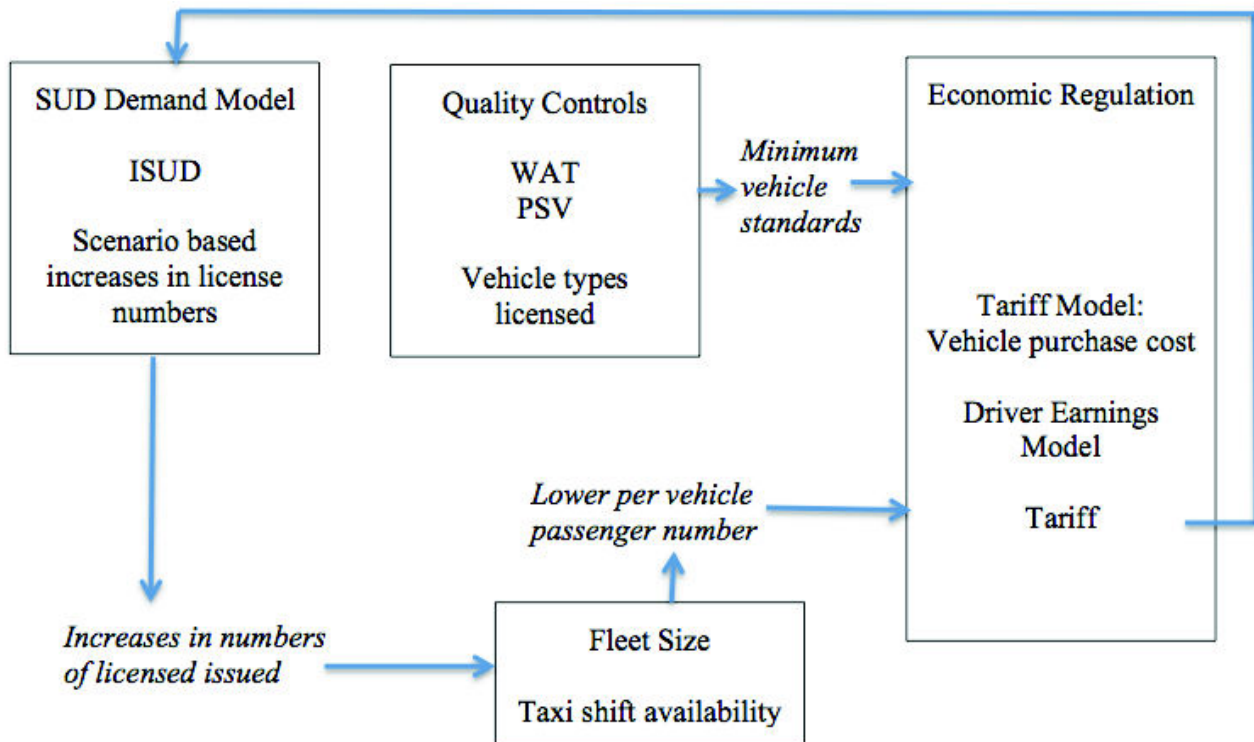 SUD Demand Model
ISUD
Scenario based
increases in license
numbers
Quality Controls
WAT
PSV
Vehicle types
licensed
Minimum
vehicle
standards
Economic Regulation
Tariff Model:
Vehicle purchase cost
Driver Earnings
Model
Tariff
Lower per vehicle
passenger number
Increases in numbers
of licensed issued
Fleet Size
Taxi shift availability